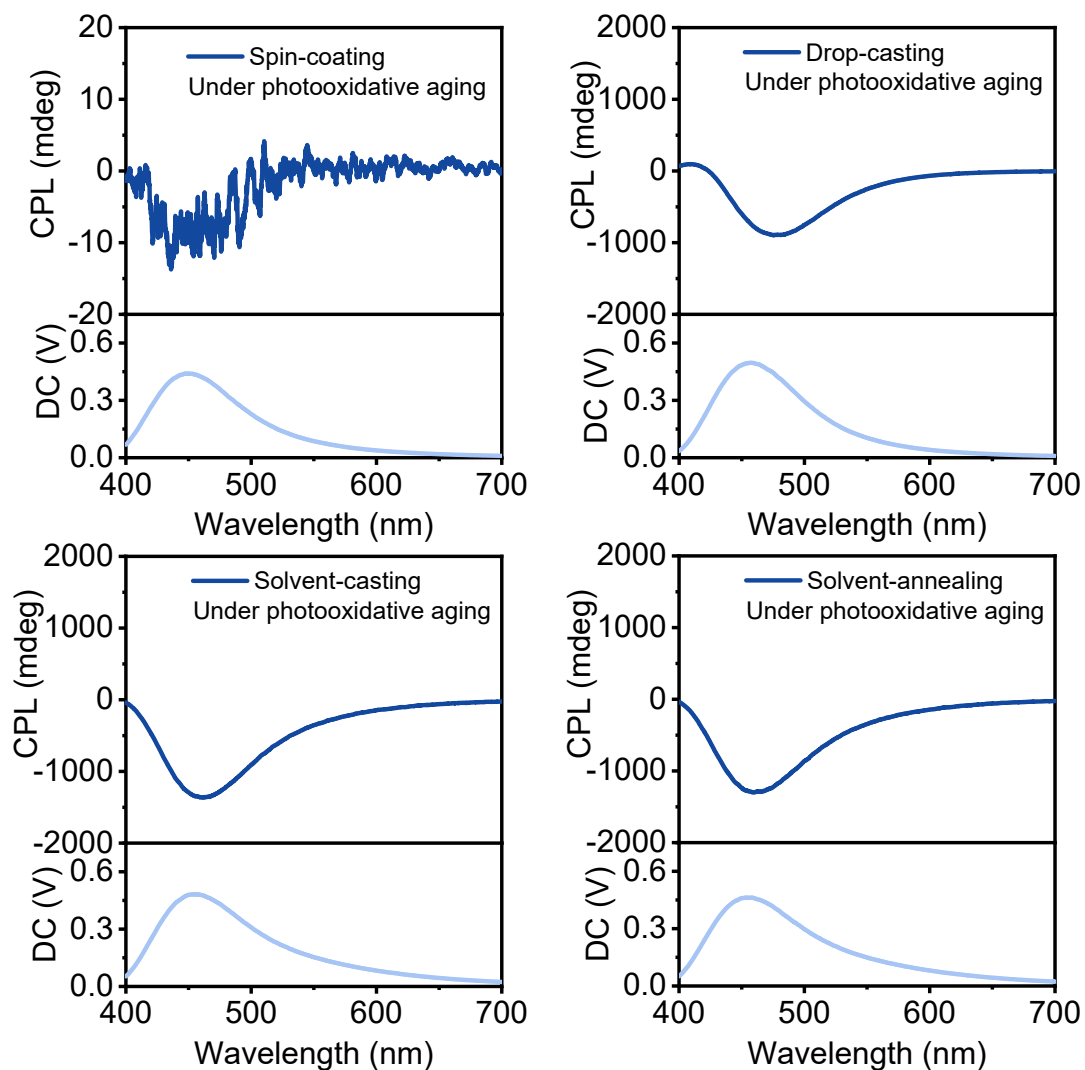 Spin-coating
Under photooxidative aging
CPL (mdeg)
20
10
0
-10
-20
DC (V)
0.6
0.3
0.0
400 500 600 700
Wavelength (nm)
Drop-casting
Under photooxidative aging
CPL (mdeg)
2000
1000
0
-1000
-2000
DC (V)
0.6
0.3
0.0
400 500 600 700
Wavelength (nm)
Solvent-casting
Under photooxidative aging
CPL (mdeg)
2000
1000
0
-1000
-2000
DC (V)
0.6
0.3
0.0
400 500 600 700
Wavelength (nm)
Solvent-annealing
Under photooxidative aging
CPL (mdeg)
2000
1000
0
-1000
-2000
DC (V)
0.6
0.3
0.0
400 500 600 700
Wavelength (nm)